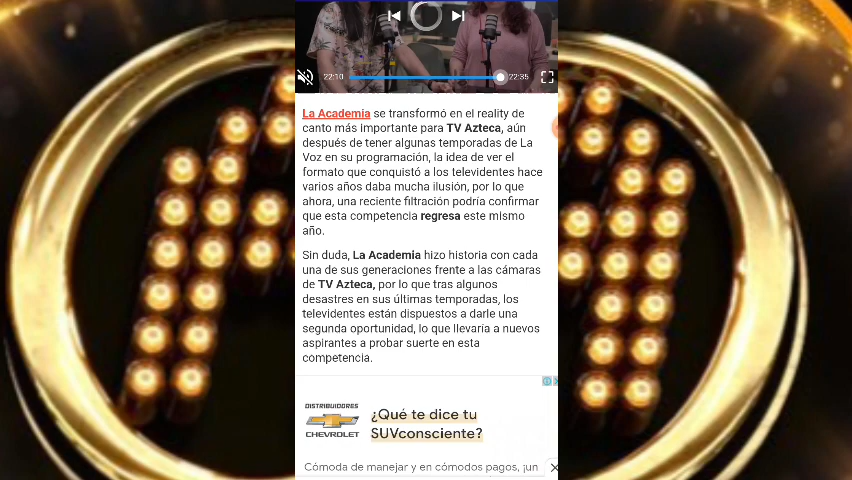 22:10
22:35
La Academia se transformó en el reality de
canto más importante para TV Azteca, aún
después de tener algunas temporadas de La
Voz en su programación, la idea de ver el
formato que conquistó a los televidentes hace
varios años daba mucha ilusión, por lo que
ahora, una reciente filtración podría confirmar
que esta competencia regresa este mismo
año.
Sin duda, La Academia hizo historia con cada
una de sus generaciones frente a las cámaras
de TV Azteca, por lo que tras algunos
desastres en sus últimas temporadas, los
televidentes están dispuestos a darle una
segunda oportunidad, lo que llevaría a nuevos
aspirantes a probar suerte en esta
competencia.
DISTRIBUIDORES
CHEVROLET
¿Qué te dice tu
SUVconsciente?
Cómoda de manejar y en cómodos pagos, ¡un